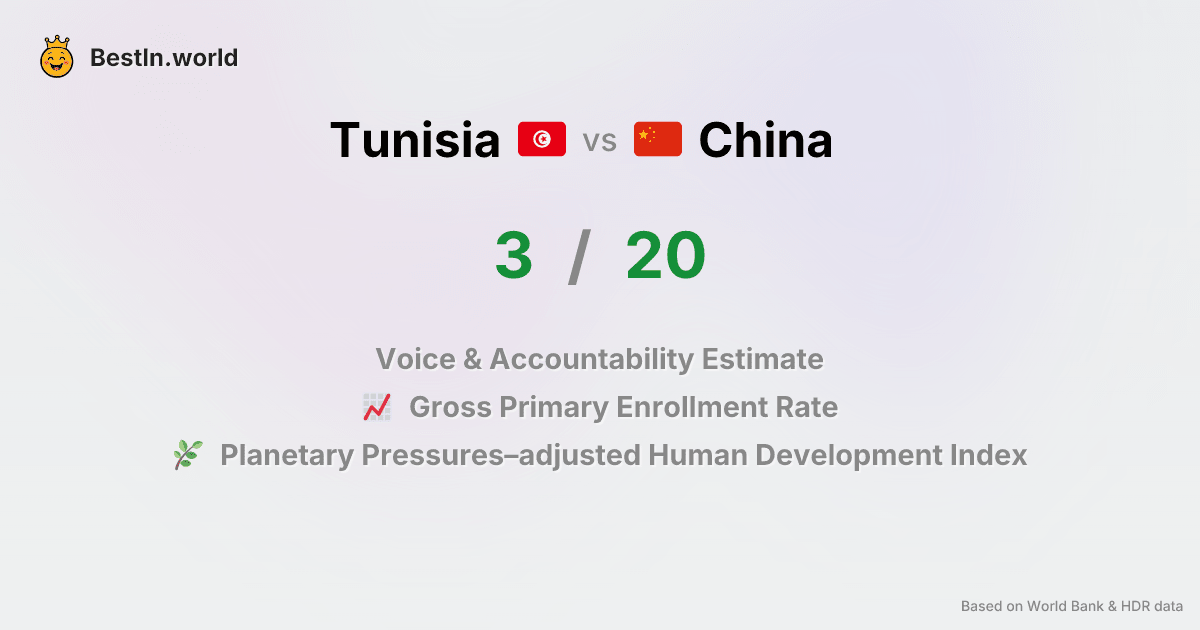 BestIn.world
Tunisia vs China
3 / 20
Voice & Accountability Estimate
Gross Primary Enrollment Rate
Planetary Pressures–adjusted Human Development Index
Based on World Bank & HDR data